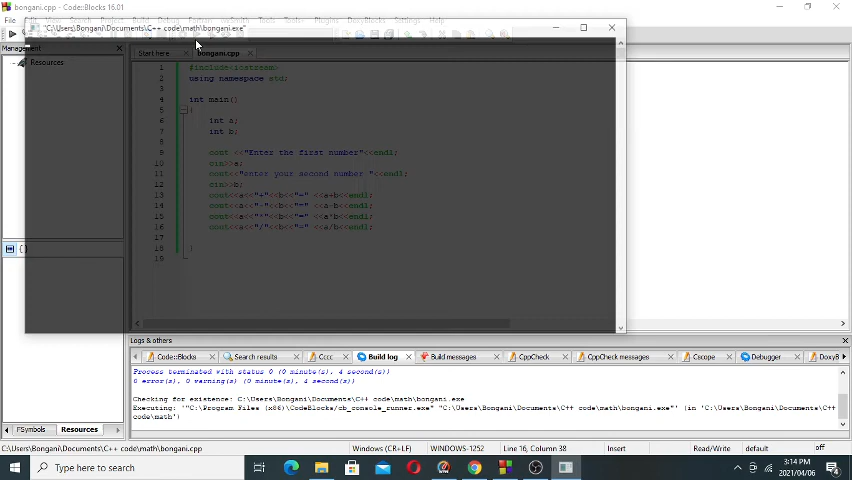 bongani.cpp - Code::Blocks 16.01
File Edit View Search Project Build Debug Fortran wxSmith Tools Plugins DoxyBlocks Settings Help
"C:\Users\Bongani\Documents\C++ code\math\bongani.exe"
Management
Start here
bongani.cpp
Resources
1 #include<iostream>
2 using namespace std;
3
4 int main()
5 {
6 int a;
7 int b;
8
9 cout <<"Enter the first number"<<endl;
10 cin>>a;
11 cout<<"enter your second number "<<endl;
12 cin>>b;
13 cout<<a<<"+"<<b<<"=" <<a+b<<endl;
14 cout<<a<<"-"<<b<<"=" <<a-b<<endl;
15 cout<<a<<"*"<<b<<"=" <<a*b<<endl;
16 cout<<a<<"/"<<b<<"=" <<a/b<<endl;
17
18 }
19
Logs & others
Code::Blocks
Search results
Cccc
Build log
Build messages
CppCheck
CppCheck messages
Cscope
Debugger
DoxyB
Process terminated with status 0 (0 minute(s), 4 second(s))
0 error(s), 0 warning(s) (0 minute(s), 4 second(s))
Checking for existence: C:\Users\Bongani\Documents\C++ code\math\bongani.exe
Executing: '"C:\Program Files (x86)\CodeBlocks/cb_console_runner.exe" "C:\Users\Bongani\Documents\C++ code\math\bongani.exe"' (in 'C:\Users\Bongani\Documents\C++
code\math')
FSymbols
Resources
C:\Users\Bongani\Documents\C++ code\math\bongani.cpp
Windows (CR+LF)
WINDOWS-1252
Line 16, Column 38
Insert
Read/Write
default
off
Type here to search
3:14 PM
2021/04/06
4